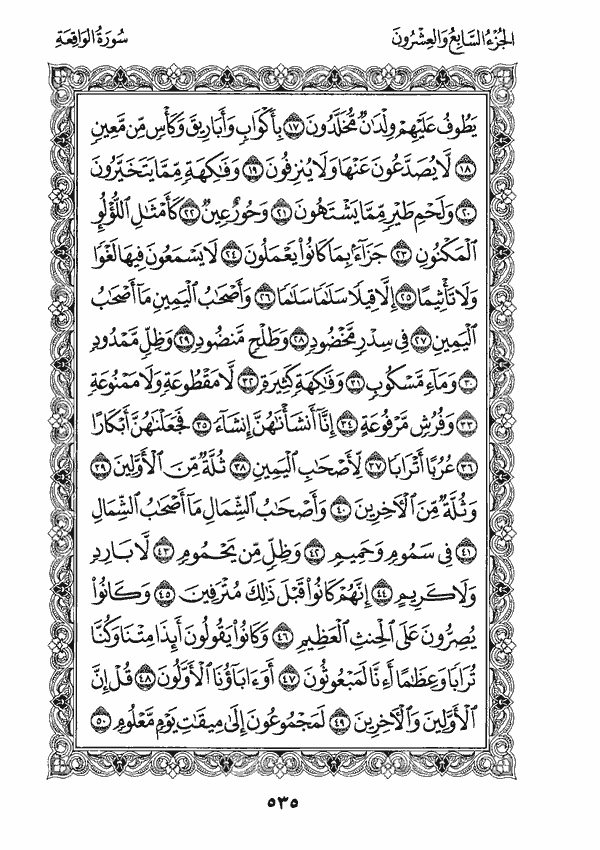 الجزء السابع والعشرون
سورة الواقعة
يَطُوفُ عَلَيْهِمْ وِلْدَٰنٌ مُّخَلَّدُونَ ١٧ بِأَكْوَابٍ وَأَبَارِيقَ وَكَأْسٍ مِّن مَّعِينٍ
١٨ لَّا يُصَدَّعُونَ عَنْهَا وَلَا يُنزِفُونَ ١٩ وَفَٰكِهَةٍ مِّمَّا يَتَخَيَّرُونَ
٢٠ وَلَحْمِ طَيْرٍ مِّمَّا يَشْتَهُونَ ٢١ وَحُورٌ عِينٌ ٢٢ كَأَمْثَٰلِ ٱللُّؤْلُؤِ
ٱلْمَكْنُونِ ٢٣ جَزَآءًۢ بِمَا كَانُوا۟ يَعْمَلُونَ ٢٤ لَا يَسْمَعُونَ فِيهَا لَغْوًا
وَلَا تَأْثِيمًا ٢٥ إِلَّا قِيلًا سَلَٰمًا سَلَٰمًا ٢٦ وَأَصْحَٰبُ ٱلْيَمِينِ مَآ أَصْحَٰبُ
ٱلْيَمِينِ ٢٧ فِى سِدْرٍ مَّخْضُودٍ ٢٨ وَطَلْحٍ مَّنضُودٍ ٢٩ وَظِلٍّ مَّمْدُودٍ
٣٠ وَمَآءٍ مَّسْكُوبٍ ٣١ وَفَٰكِهَةٍ كَثِيرَةٍ ٣٢ لَّا مَقْطُوعَةٍ وَلَا مَمْنُوعَةٍ
٣٣ وَفُرُشٍ مَّرْفُوعَةٍ ٣٤ إِنَّآ أَنشَأْنَٰهُنَّ إِنشَآءً ٣٥ فَجَعَلْنَٰهُنَّ أَبْكَارًا
٣٦ عُرُبًا أَتْرَابًا ٣٧ لِّأَصْحَٰبِ ٱلْيَمِينِ ٣٨ ثُلَّةٌ مِّنَ ٱلْأَوَّلِينَ ٣٩
وَثُلَّةٌ مِّنَ ٱلْـَٔاخِرِينَ ٤٠ وَأَصْحَٰبُ ٱلشِّمَالِ مَآ أَصْحَٰبُ ٱلشِّمَالِ
٤١ فِى سَمُومٍ وَحَمِيمٍ ٤٢ وَظِلٍّ مِّن يَحْمُومٍ ٤٣ لَّا بَارِدٍ
وَلَا كَرِيمٍ ٤٤ إِنَّهُمْ كَانُوا۟ قَبْلَ ذَٰلِكَ مُتْرَفِينَ ٤٥ وَكَانُوا۟
يُصِرُّونَ عَلَى ٱلْحِنثِ ٱلْعَظِيمِ ٤٦ وَكَانُوا۟ يَقُولُونَ أَئِذَا مِتْنَا وَكُنَّا
تُرَابًا وَعِظَٰمًا أَءِنَّا لَمَبْعُوثُونَ ٤٧ أَوَءَابَآؤُنَا ٱلْأَوَّلُونَ ٤٨ قُلْ إِنَّ
ٱلْأَوَّلِينَ وَٱلْـَٔاخِرِينَ ٤٩ لَمَجْمُوعُونَ إِلَىٰ مِيقَٰتِ يَوْمٍ مَّعْلُومٍ ٥٠
٥٣٥